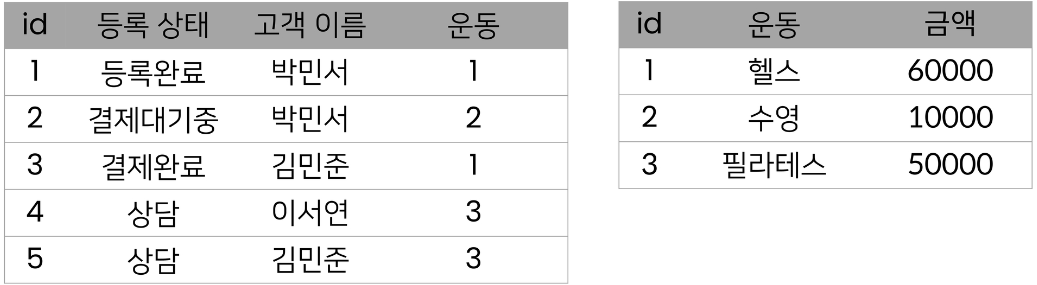 id 등록 상태 고객 이름 운동
1 등록완료 박민서 1
2 결제대기중 박민서 2
3 결제완료 김민준 1
4 상담 이서연 3
5 상담 김민준 3
id 운동 금액
1 헬스 60000
2 수영 10000
3 필라테스 50000